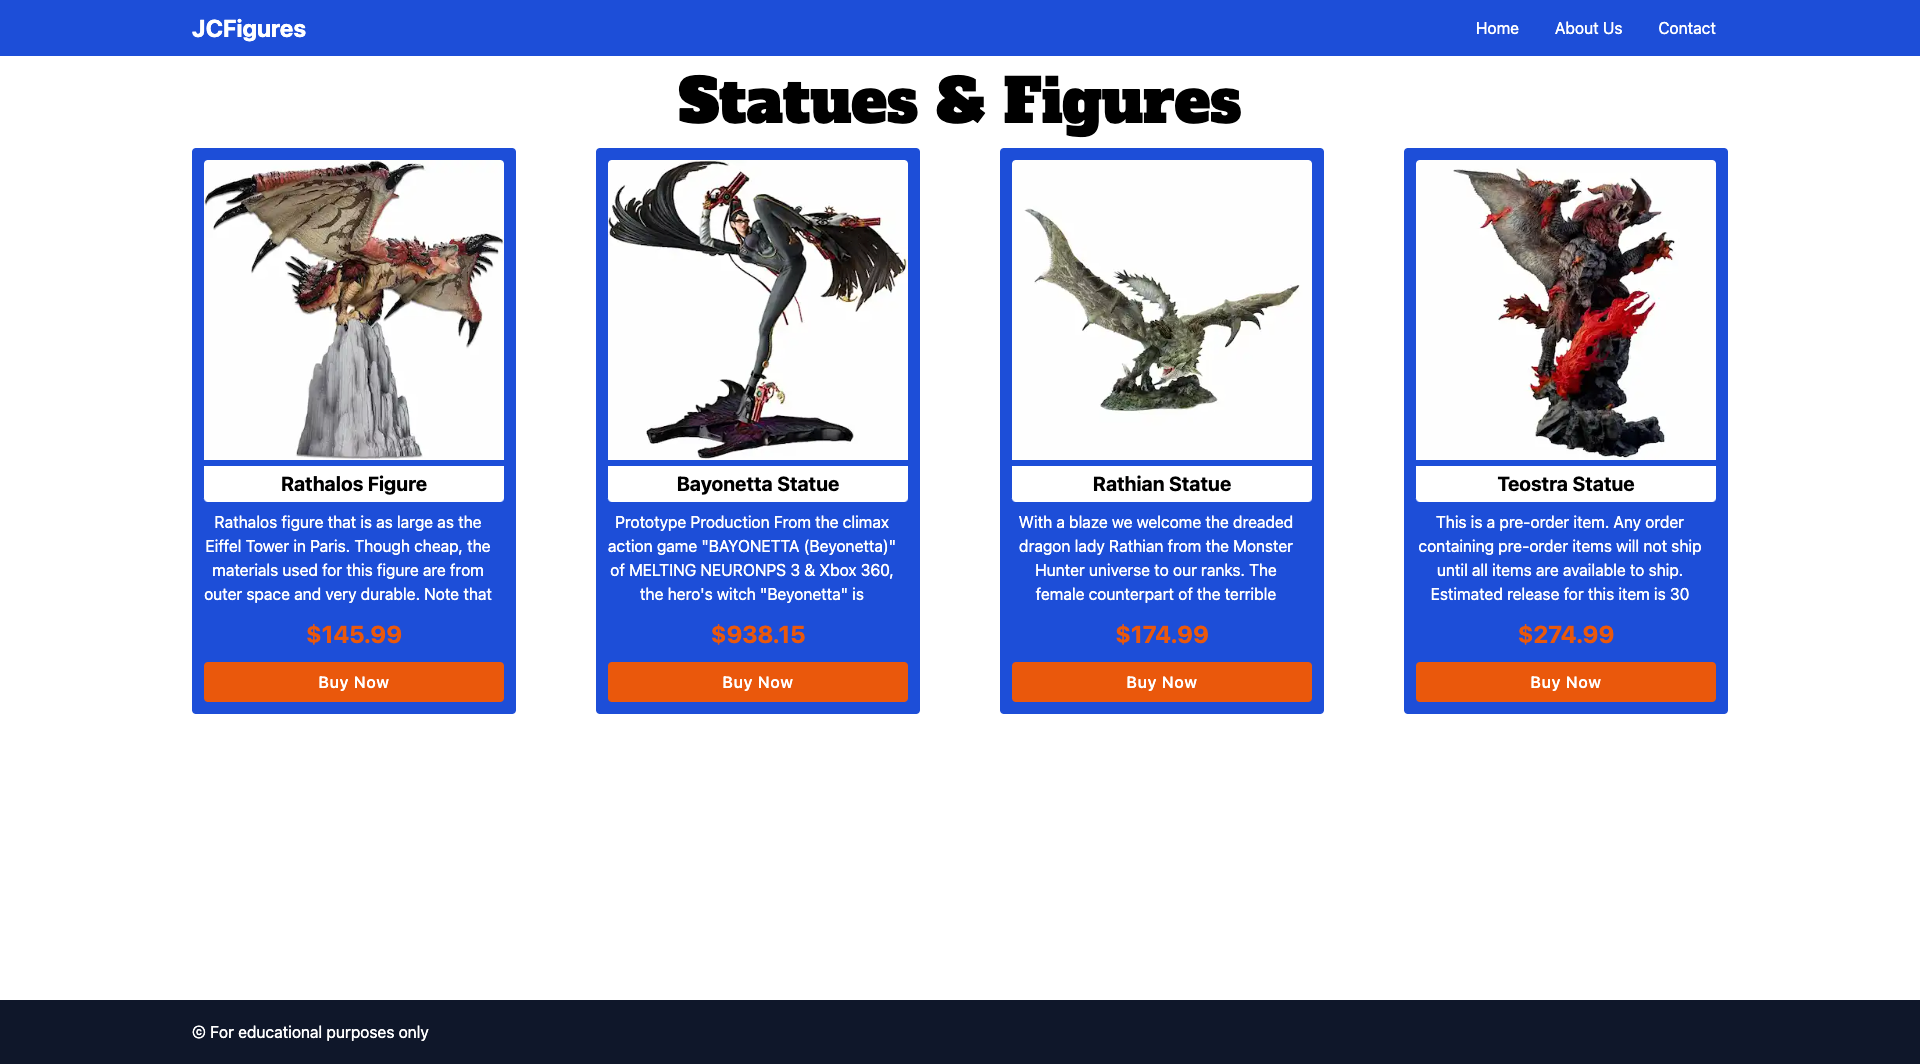 JCFigures
Home
About Us
Contact
Statues & Figures
Rathalos Figure
Rathalos figure that is as large as the
Eiffel Tower in Paris. Though cheap, the
materials used for this figure are from
outer space and very durable. Note that
$145.99
Buy Now
Bayonetta Statue
Prototype Production From the climax
action game "BAYONETTA (Beyonetta)"
of MELTING NEURONPS 3 & Xbox 360,
the hero's witch "Beyonetta" is
$938.15
Buy Now
Rathian Statue
With a blaze we welcome the dreaded
dragon lady Rathian from the Monster
Hunter universe to our ranks. The
female counterpart of the terrible
$174.99
Buy Now
Teostra Statue
This is a pre-order item. Any order
containing pre-order items will not ship
until all items are available to ship.
Estimated release for this item is 30
$274.99
Buy Now
© For educational purposes only